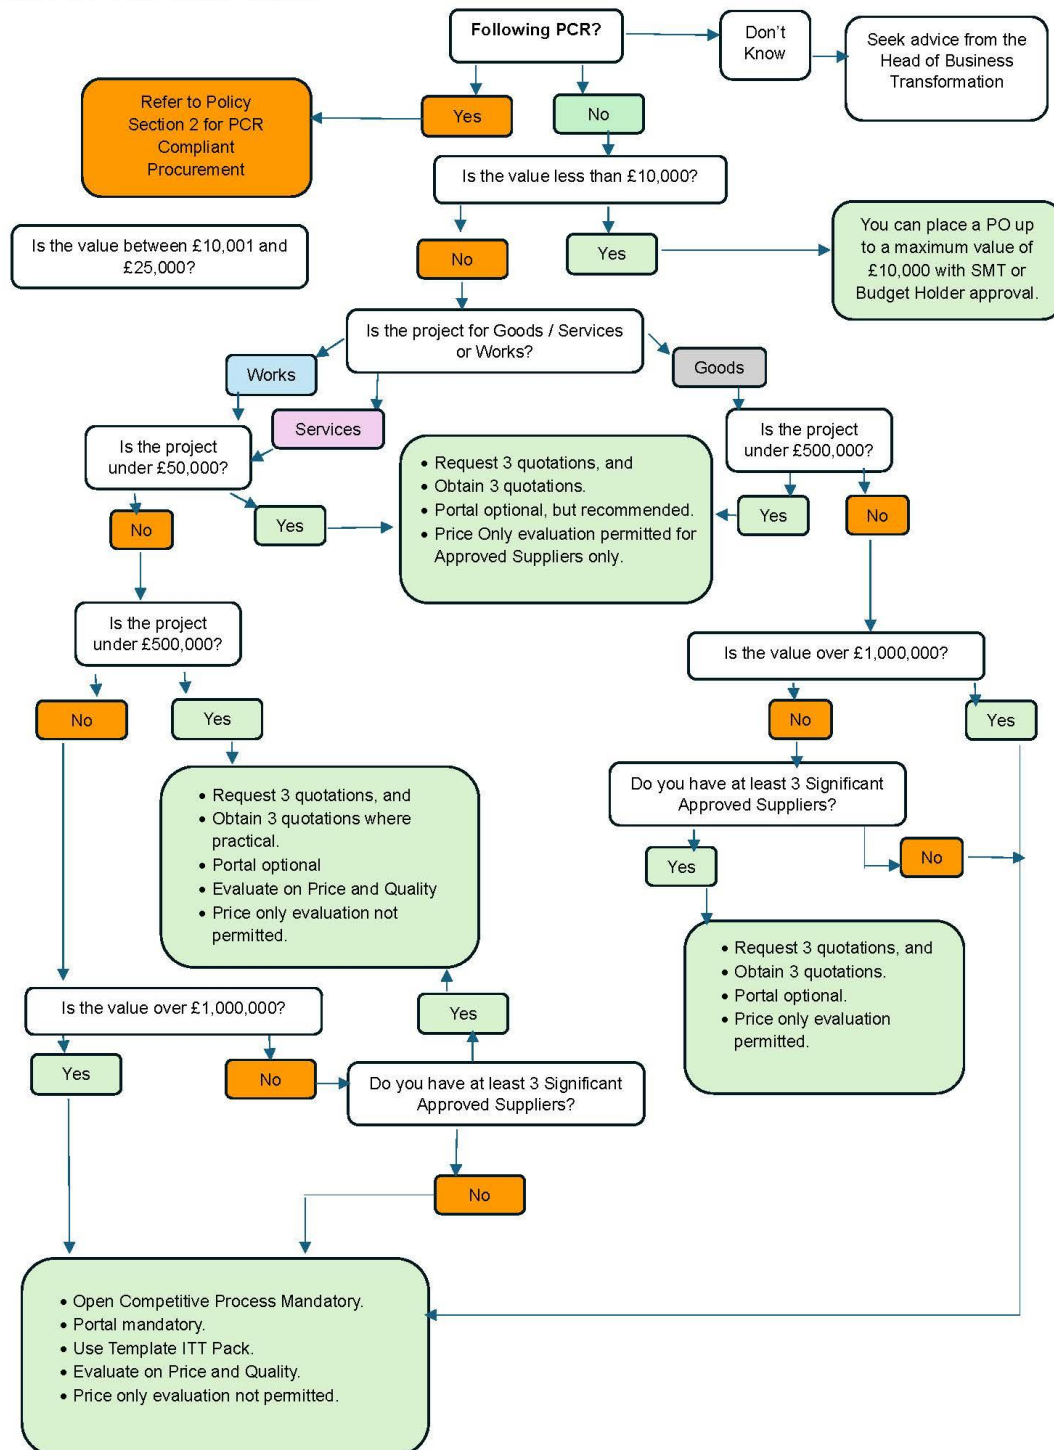 Following PCR?
Don't
Know
Seek advice from the
Head of Business
Transformation
Refer to Policy
Section 2 for PCR
Compliant
Procurement
Yes
No
Is the value less than £10,000?
Is the value between £10,001 and
£25,000?
No
Yes
You can place a PO up
to a maximum value of
£10,000 with SMT or
Budget Holder approval.
Is the project for Goods / Services
or Works?
Works
Goods
Services
Is the project
under £50,000?
Is the project
under £500,000?
• Request 3 quotations, and
• Obtain 3 quotations.
• Portal optional, but recommended.
• Price Only evaluation permitted for
Approved Suppliers only.
No
Yes
Yes
No
Is the project
under £500,000?
Is the value over £1,000,000?
No
Yes
No
Yes
• Request 3 quotations, and
• Obtain 3 quotations where
practical.
• Portal optional
• Evaluate on Price and Quality
• Price only evaluation not
permitted.
Do you have at least 3 Significant
Approved Suppliers?
Yes
No
• Request 3 quotations, and
• Obtain 3 quotations.
• Portal optional.
• Price only evaluation
permitted.
Is the value over £1,000,000?
Yes
Yes
No
Do you have at least 3 Significant
Approved Suppliers?
No
• Open Competitive Process Mandatory.
• Portal mandatory.
• Use Template ITT Pack.
• Evaluate on Price and Quality.
• Price only evaluation not permitted.